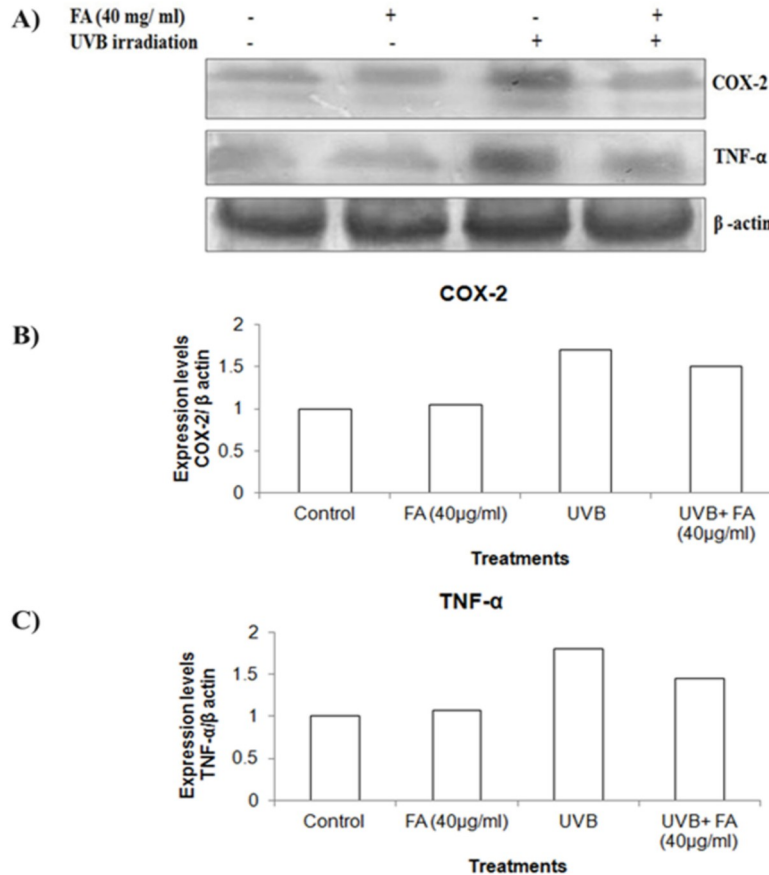 A)
FA (40 mg/ ml) - + - +
UVB irradiation - - + +
COX-2
TNF-α
β -actin
B)
COX-2
Expression levels
COX-2/ β actin
2
1.5
1
0.5
0
Control FA (40µg/ml) UVB UVB+ FA
(40µg/ml)
Treatments
C)
TNF-α
Expression levels
TNF-α/β actin
2
1.5
1
0.5
0
Control FA (40µg/ml) UVB UVB+ FA
(40µg/ml)
Treatments